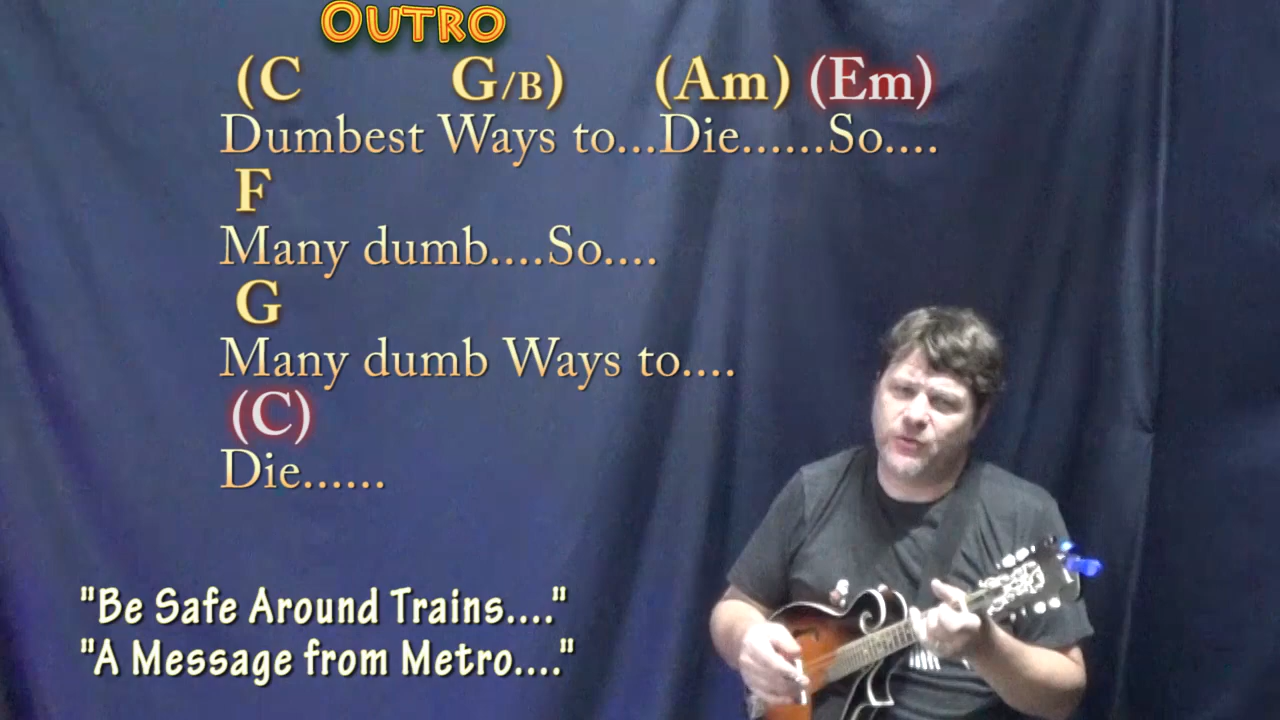 OUTRO
(C G/B) (Am) (Em)
Dumbest Ways to...Die......So....
F
Many dumb....So....
G
Many dumb Ways to....
(C)
Die......
"Be Safe Around Trains...."
"A Message from Metro...."